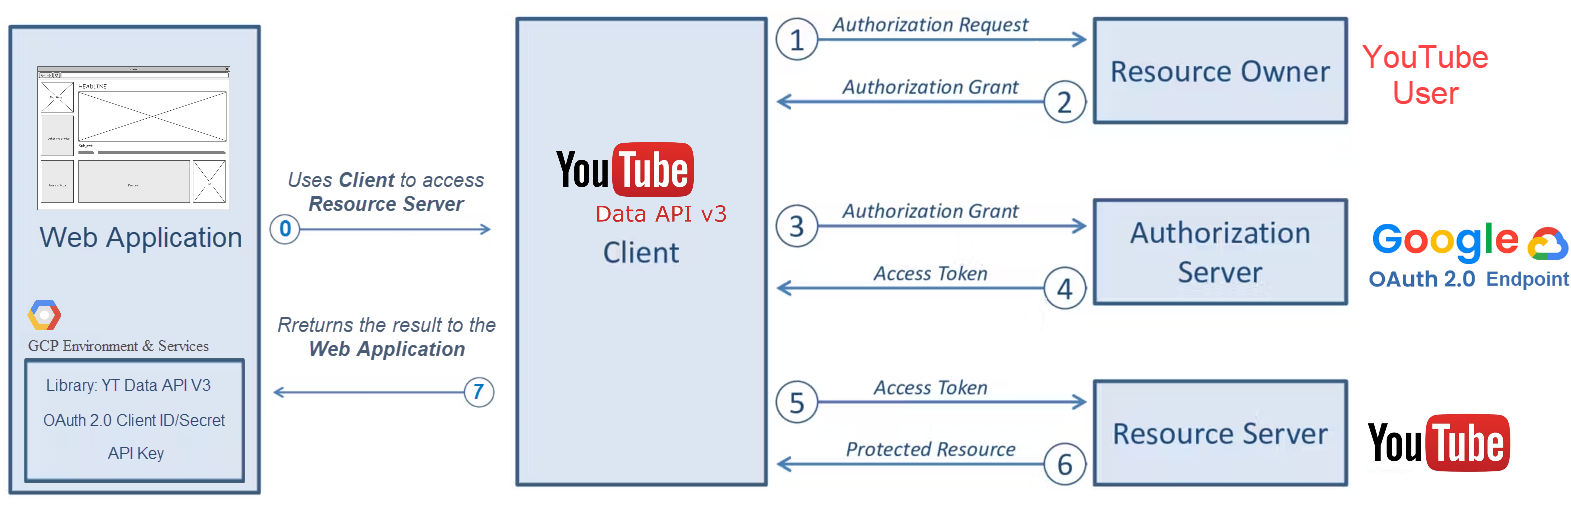 HEADLINE
Web Application
GCP Environment & Services
Library: YT Data API V3
OAuth 2.0 Client ID/Secret
API Key
Uses Client to access
Resource Server
0
Rreturns the result to the
Web Application
7
YouTube
Data API v3
Client
1
Authorization Request
Authorization Grant
2
Resource Owner
YouTube
User
3
Authorization Grant
Access Token
4
Authorization
Server
Google
OAuth 2.0 Endpoint
5
Access Token
Protected Resource
6
Resource Server
YouTube